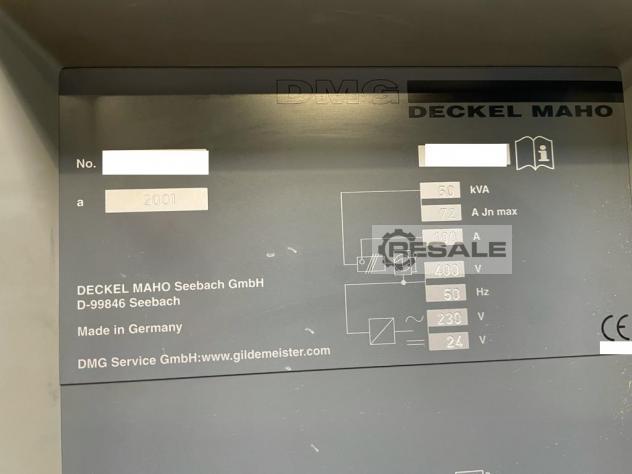 DMG
DECKEL MAHO
No.
a 2001
50 kVA
72 A Jn max
A
RESALE
400 V
50 Hz
230 V
24 V
DECKEL MAHO Seebach GmbH
D-99846 Seebach
Made in Germany
DMG Service GmbH:www.gildemeister.com
CE